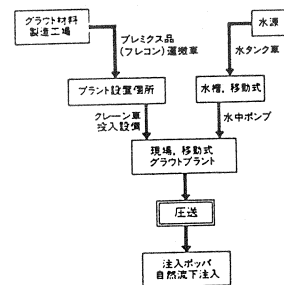 グラウト材料
製造工場
水源
プレミクス品
(フレコン)運搬車
水タンク車
プラント設置個所
水槽, 移動式
クレーン車
投入設備
水中ポンプ
現場, 移動式
グラウトプラント
圧送
注入ホッパ
自然流下注入